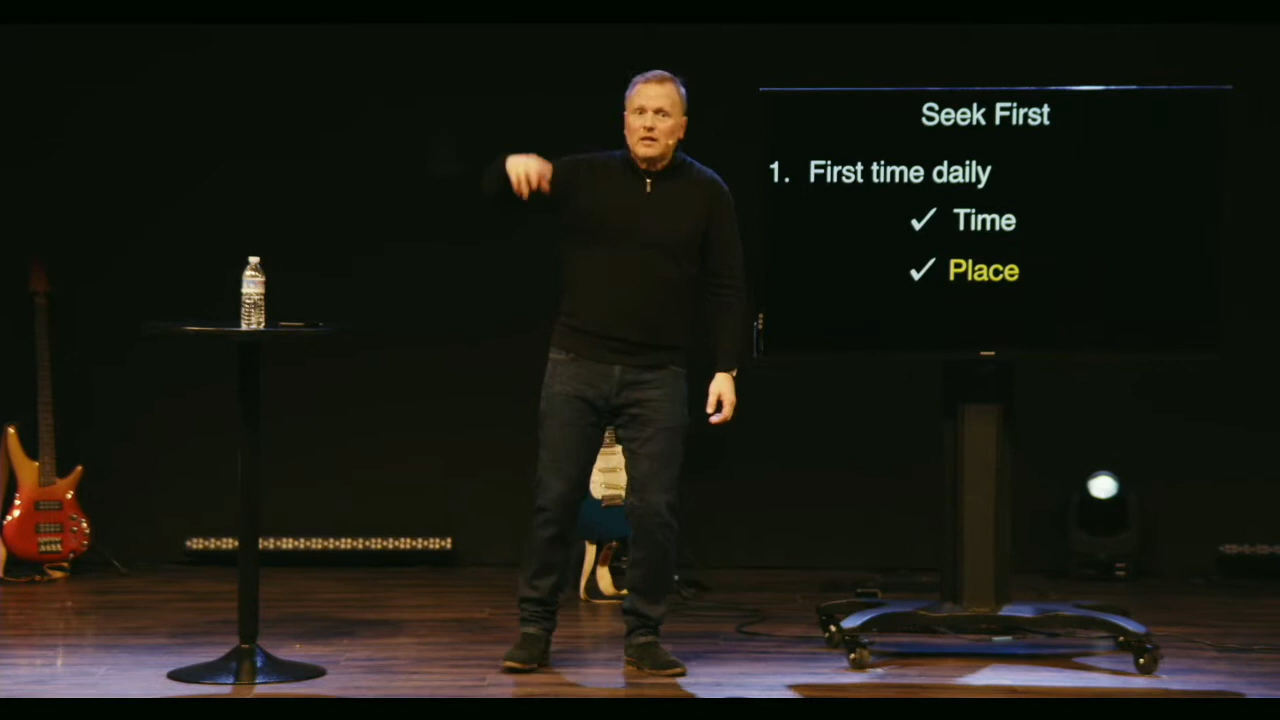 Seek First
1. First time daily
✓ Time
✓ Place